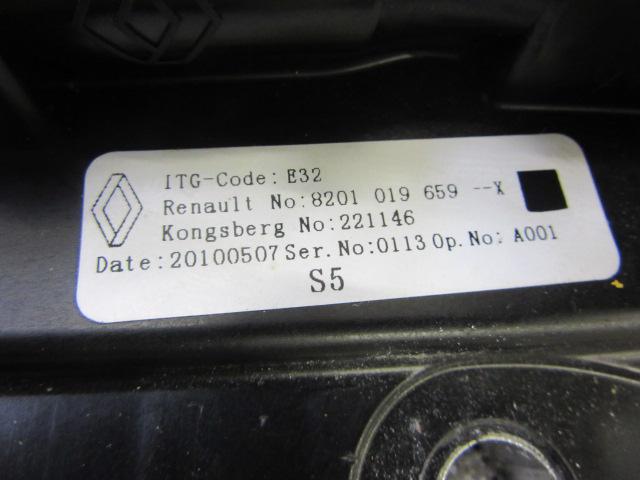 ITG-Code: E32
Renault No:8201 019 659 --X
Kongsberg No:221146
Date:20100507 Ser.No:0113 Op.No: A001
S5